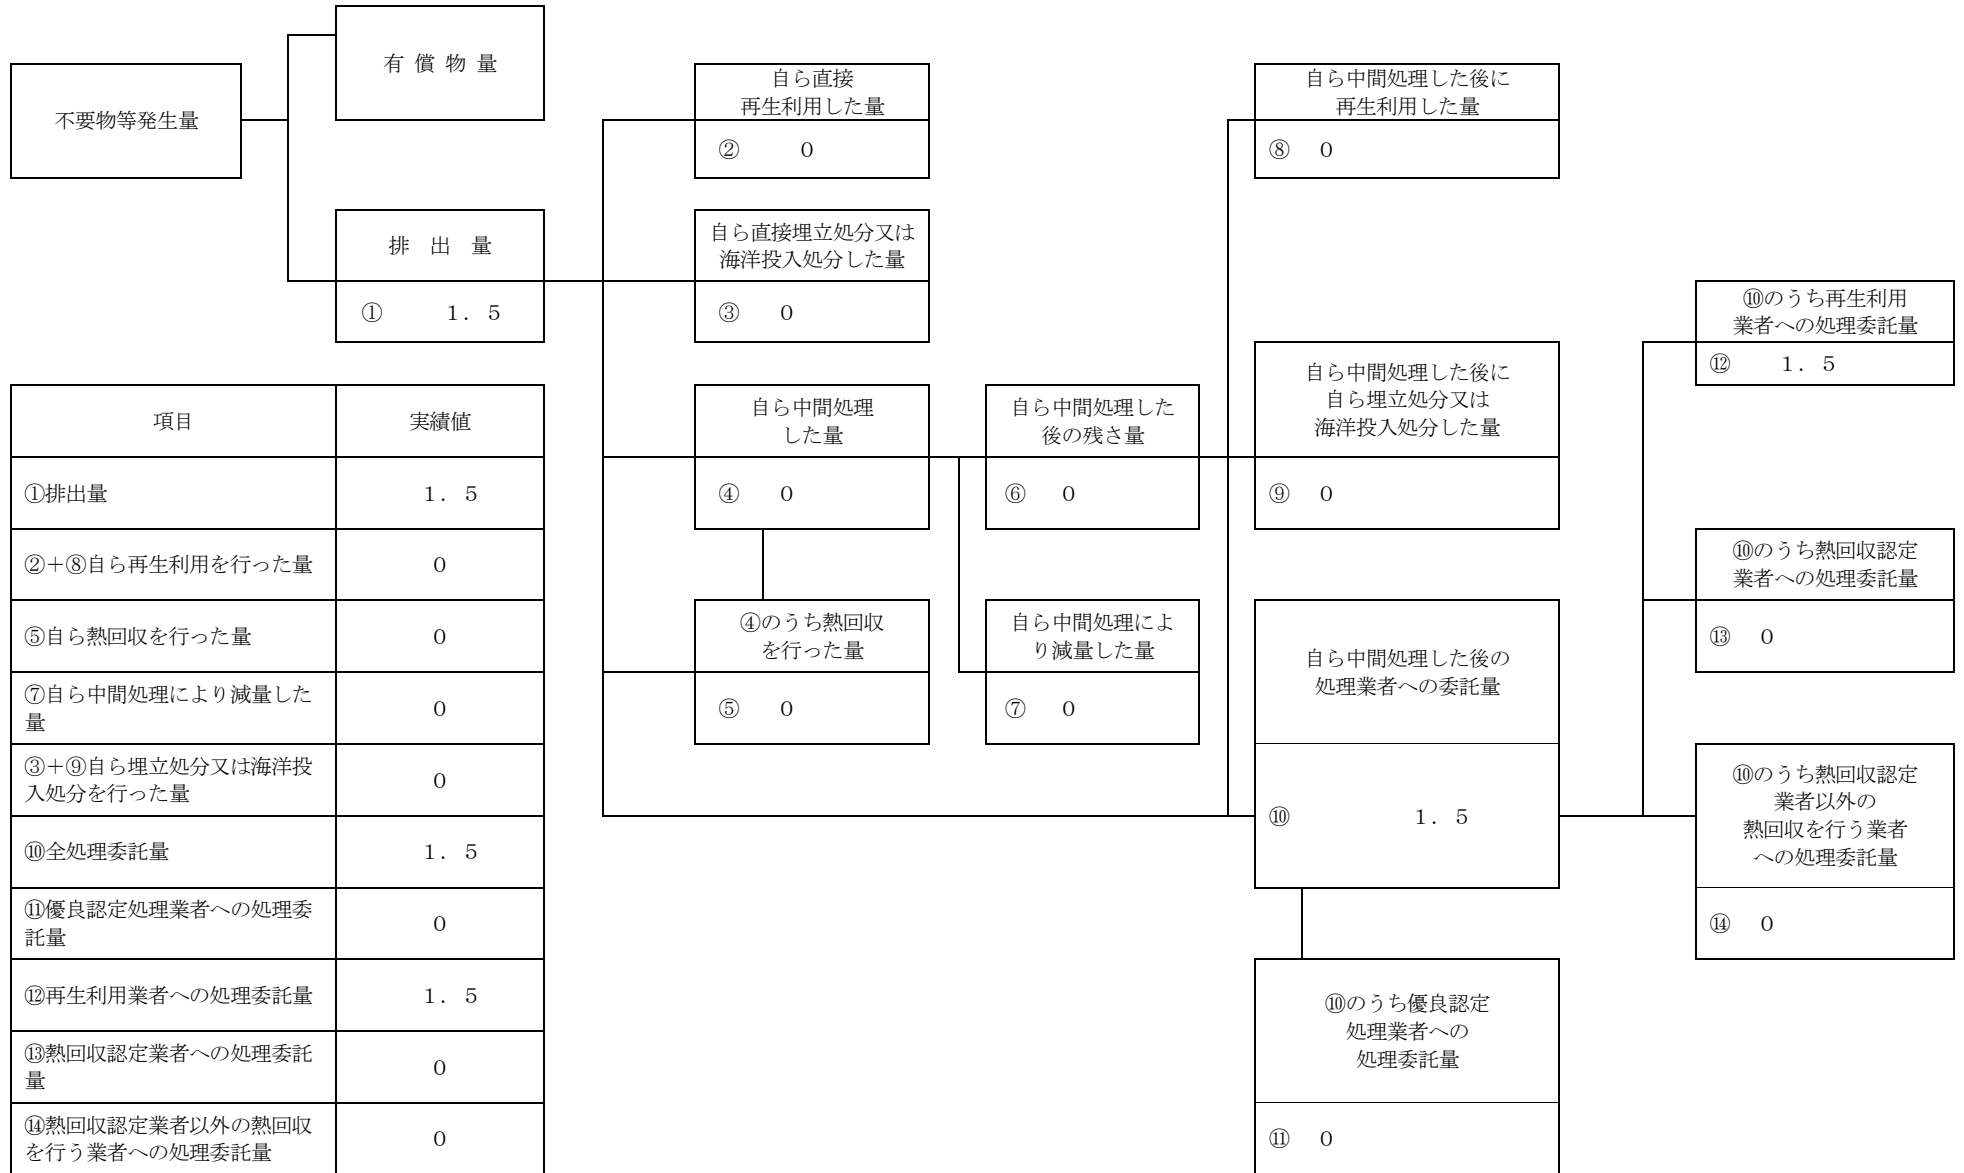 有 償 物 量
不要物等発生量
自ら直接
再生利用した量
② 0
自ら中間処理した後に
再生利用した量
⑧ 0
排 出 量
① 1．5
自ら直接埋立処分又は
海洋投入処分した量
③ 0
⑩のうち再生利用
業者への処理委託量
⑫ 1．5
項目 実績値
①排出量 1．5
②＋⑧自ら再生利用を行った量 0
⑤自ら熱回収を行った量 0
⑦自ら中間処理により減量した
量 0
③＋⑨自ら埋立処分又は海洋投
入処分を行った量 0
⑩全処理委託量 1．5
⑪優良認定処理業者への処理委
託量 0
⑫再生利用業者への処理委託量 1．5
⑬熱回収認定業者への処理委託
量 0
⑭熱回収認定業者以外の熱回収
を行う業者への処理委託量 0
自ら中間処理
した量
④ 0
自ら中間処理した
後の残さ量
⑥ 0
自ら中間処理した後に
自ら埋立処分又は
海洋投入処分した量
⑨ 0
④のうち熱回収
を行った量
⑤ 0
自ら中間処理によ
り減量した量
⑦ 0
自ら中間処理した後の
処理業者への委託量
⑩ 1．5
⑩のうち熱回収認定
業者への処理委託量
⑬ 0
⑩のうち熱回収認定
業者以外の
熱回収を行う業者
への処理委託量
⑭ 0
⑩のうち優良認定
処理業者への
処理委託量
⑪ 0